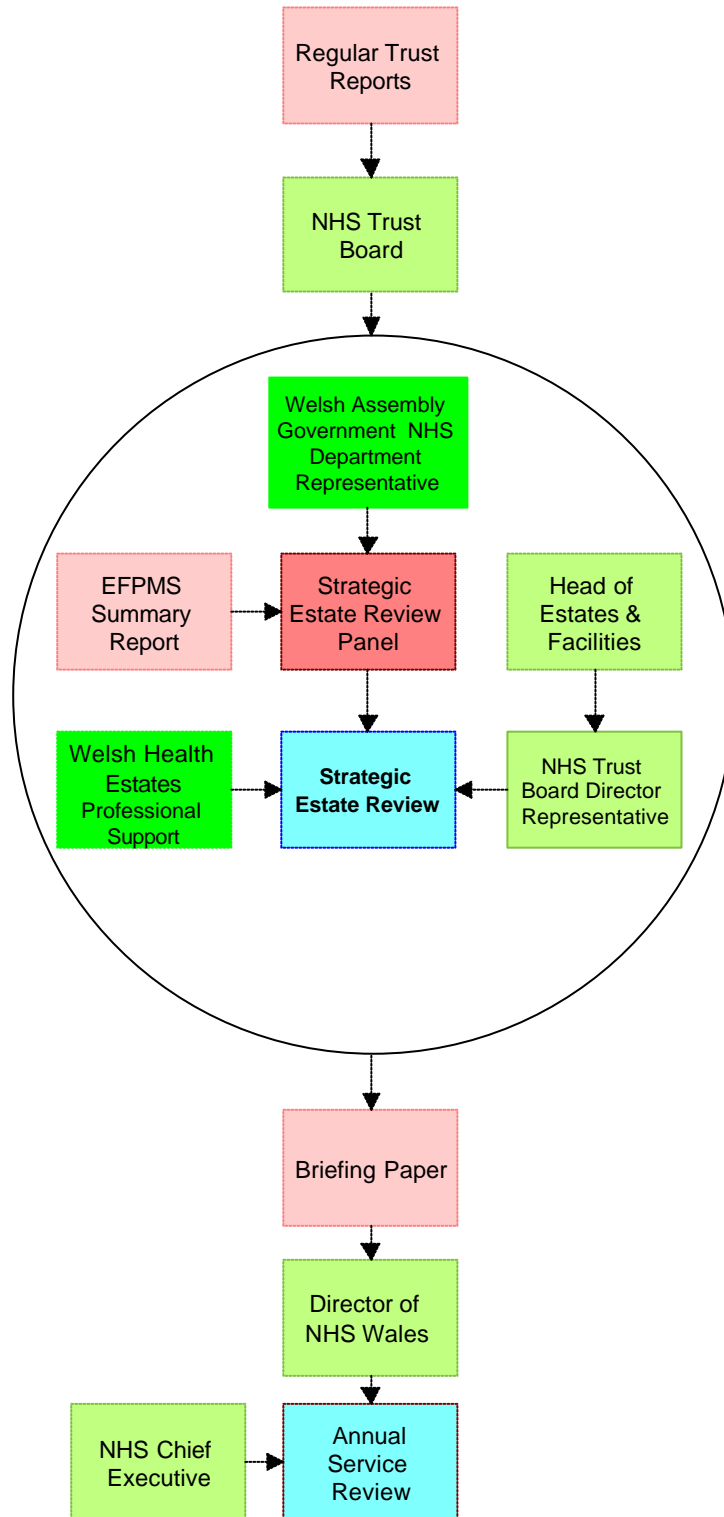 Regular Trust
Reports
NHS Trust
Board
Welsh Assembly
Government NHS
Department
Representative
EFPMS
Summary
Report
Strategic
Estate Review
Panel
Head of
Estates &
Facilities
Welsh Health
Estates
Professional
Support
Strategic
Estate Review
NHS Trust
Board Director
Representative
Briefing Paper
Director of
NHS Wales
NHS Chief
Executive
Annual
Service
Review